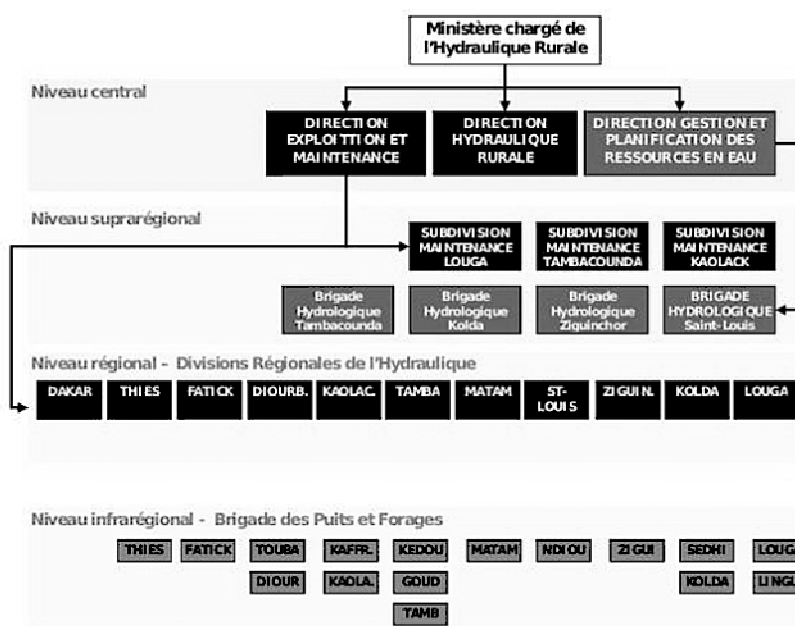 Ministère chargé de
l'Hydraulique Rurale
Niveau central
DIRECTION
EXPLOITTION ET
MAINTENANCE
DIRECTION
HYDRAULIQUE
RURALE
DIRECTION GESTION ET
PLANIFICATION DES
RESSOURCES EN EAU
Niveau suprarégional
SUBDIVISION
MAINTENANCE
LOUGA
SUBDIVISION
MAINTENANCE
TAMBACOUNDA
SUBDIVISION
MAINTENANCE
KAOLACK
Brigade
Hydrologique
Tambacounda
Brigade
Hydrologique
Kolda
Brigade
Hydrologique
Ziguinchor
BRIGADE
HYDROLOGIQUE
Saint-Louis
Niveau régional - Divisions Régionales de l'Hydraulique
DAKAR THIES FATICK DIOURB. KAOLAC. TAMBA MATAM ST-LOUIS ZIGUIN. KOLDA LOUGA
Niveau infrarégional - Brigade des Puits et Forages
THIES FATICK TOUBA KAFFR. KEDOU MATAM NDIOU ZIGUI SEDHI LOUGA
DIOUR KAOLA. GOUD KOLDA LINGU
TAMB